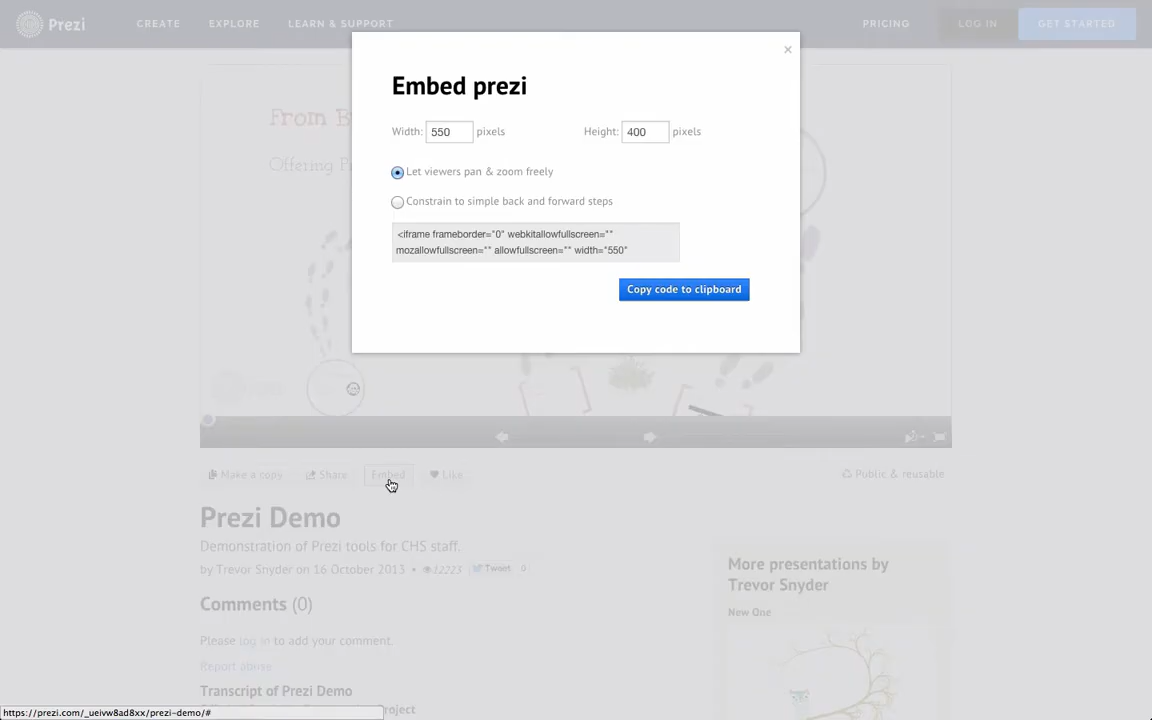 Prezi CREATE EXPLORE LEARN & SUPPORT PRICING LOG IN GET STARTED
×
Embed prezi
Width: 550 pixels Height: 400 pixels
Let viewers pan & zoom freely
Constrain to simple back and forward steps
<iframe frameborder="0" webkitallowfullscreen=""
mozallowfullscreen="" allowfullscreen="" width="550"
Copy code to clipboard
From B
Offering
Make a copy Share Embed Like Public & reusable
Prezi Demo
Demonstration of Prezi tools for CHS staff.
by Trevor Snyder on 16 October 2013 • 22223 Tweet 0
Comments (0)
Please log in to add your comment.
Report abuse
Transcript of Prezi Demo
oject
More presentations by
Trevor Snyder
New One
https://prezi.com/_ueivw8ad8xx/prezi-demo/#